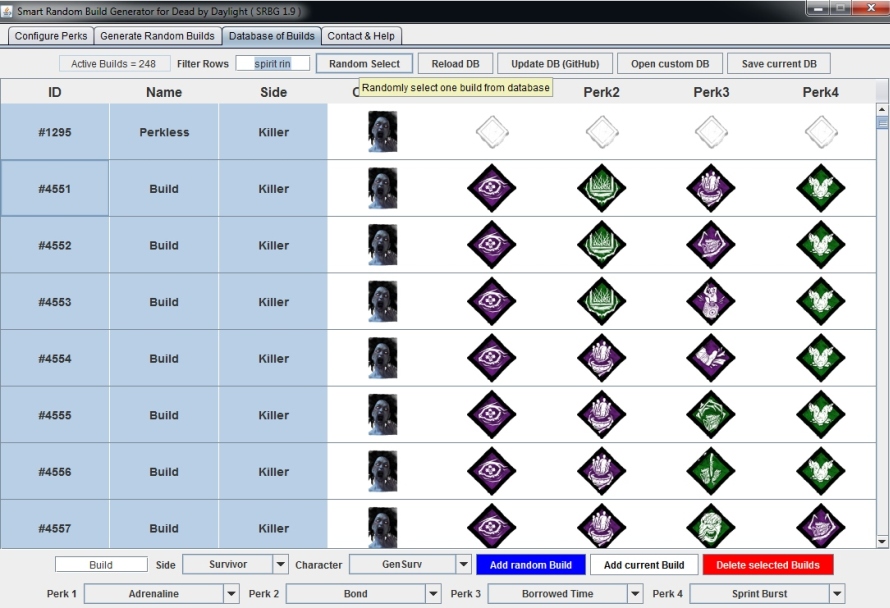 Smart Random Build Generator for Dead by Daylight ( SRBG 1.9 )
Configure Perks Generate Random Builds Database of Builds Contact & Help
Active Builds = 248 Filter Rows spirit rin Random Select Reload DB Update DB (GitHub) Open custom DB Save current DB
Randomly select one build from database
ID Name Side C Perk2 Perk3 Perk4
#1295 Perkless Killer
#4551 Build Killer
#4552 Build Killer
#4553 Build Killer
#4554 Build Killer
#4555 Build Killer
#4556 Build Killer
#4557 Build Killer
Build Side Survivor Character GenSurv Add random Build Add current Build Delete selected Builds
Perk 1 Adrenaline Perk 2 Bond Perk 3 Borrowed Time Perk 4 Sprint Burst